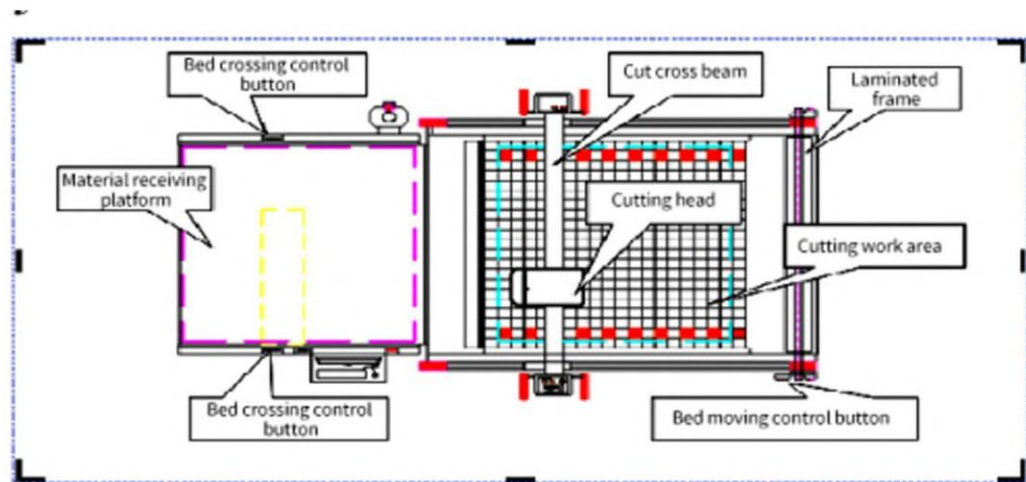 Bed crossing control
button
Cut cross beam
Laminated
frame
Material receiving
platform
Cutting head
Cutting work area
Bed crossing control
button
Bed moving control button